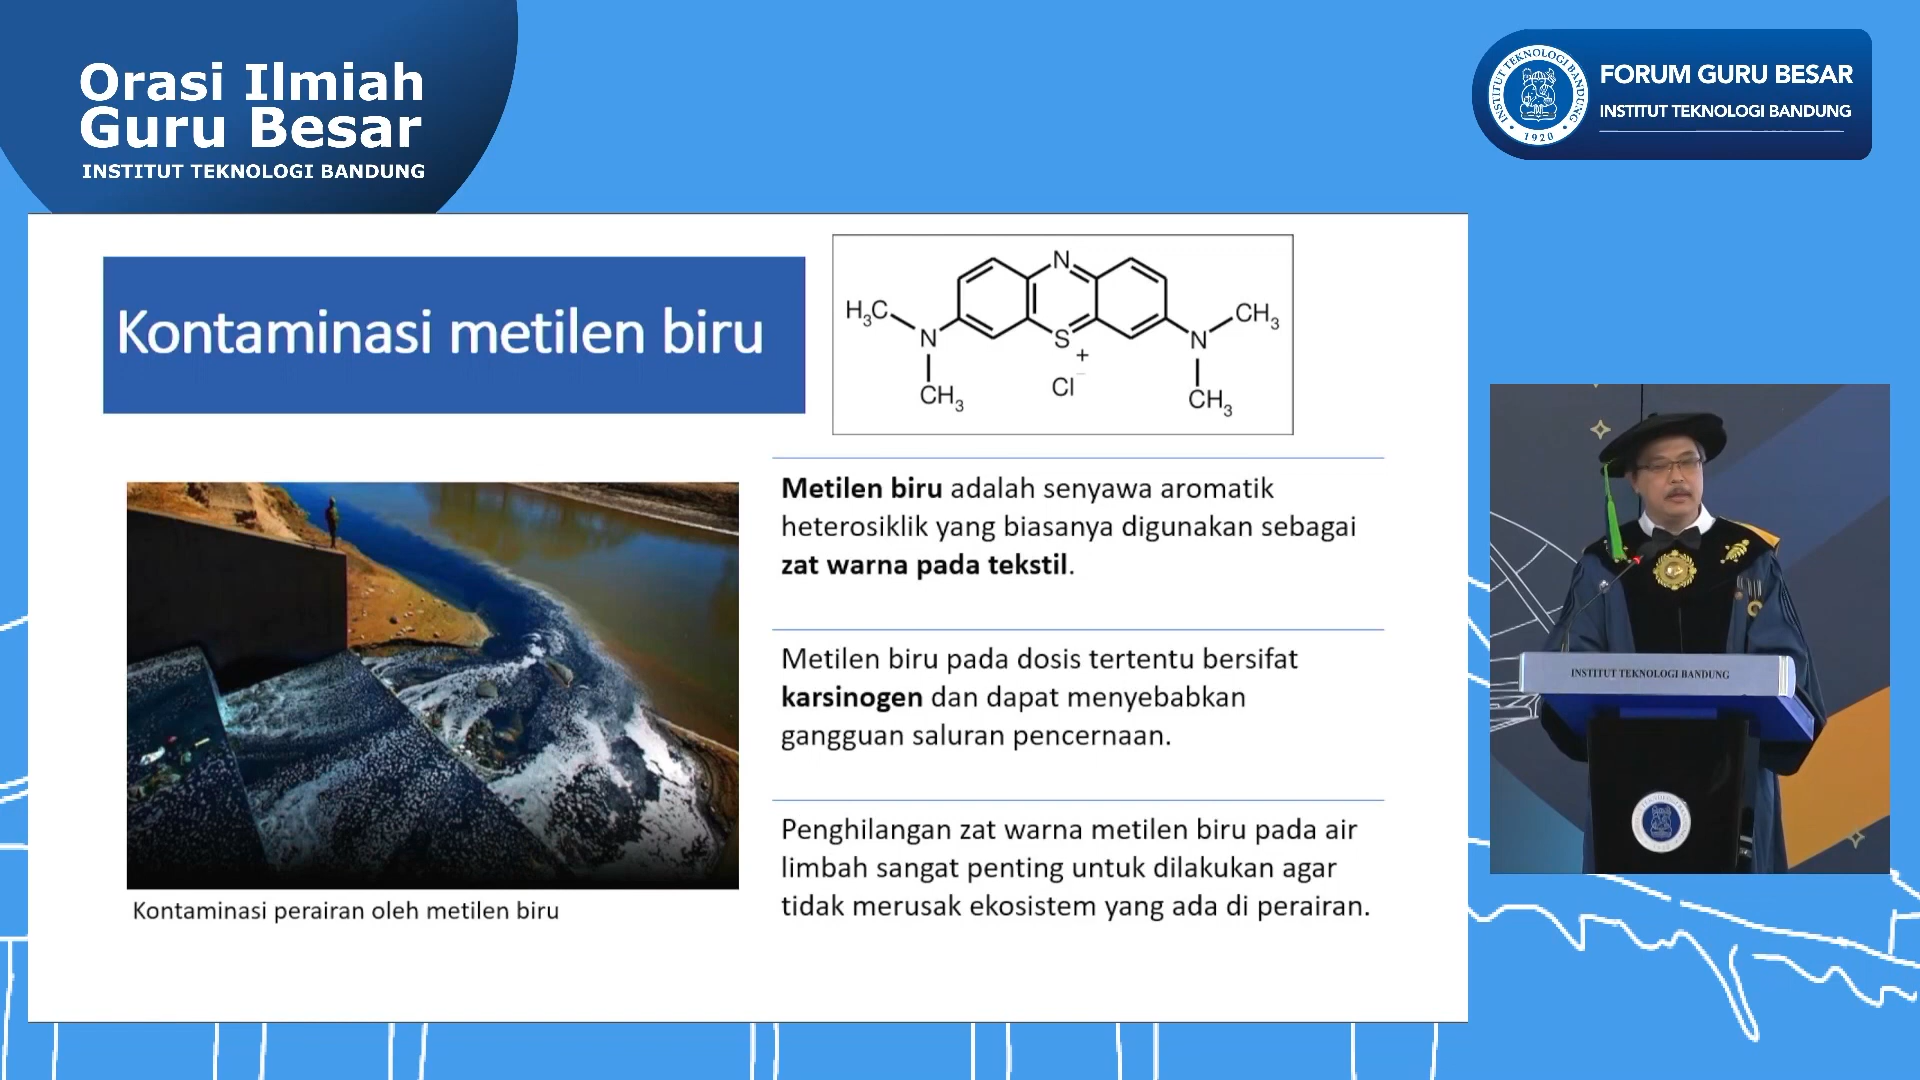 Orasi Ilmiah
Guru Besar
INSTITUT TEKNOLOGI BANDUNG
INSTITUT TEKNOLOGI BANDUNG
1920
FORUM GURU BESAR
INSTITUT TEKNOLOGI BANDUNG
Kontaminasi metilen biru
N
H3C
CH3
N
S
N
+
CH3
Cl
-
CH3
Metilen biru adalah senyawa aromatik
heterosiklik yang biasanya digunakan sebagai
zat warna pada tekstil.
Metilen biru pada dosis tertentu bersifat
karsinogen dan dapat menyebabkan
gangguan saluran pencernaan.
Penghilangan zat warna metilen biru pada air
limbah sangat penting untuk dilakukan agar
tidak merusak ekosistem yang ada di perairan.
Kontaminasi perairan oleh metilen biru
INSTITUT TEKNOLOGI BANDUNG